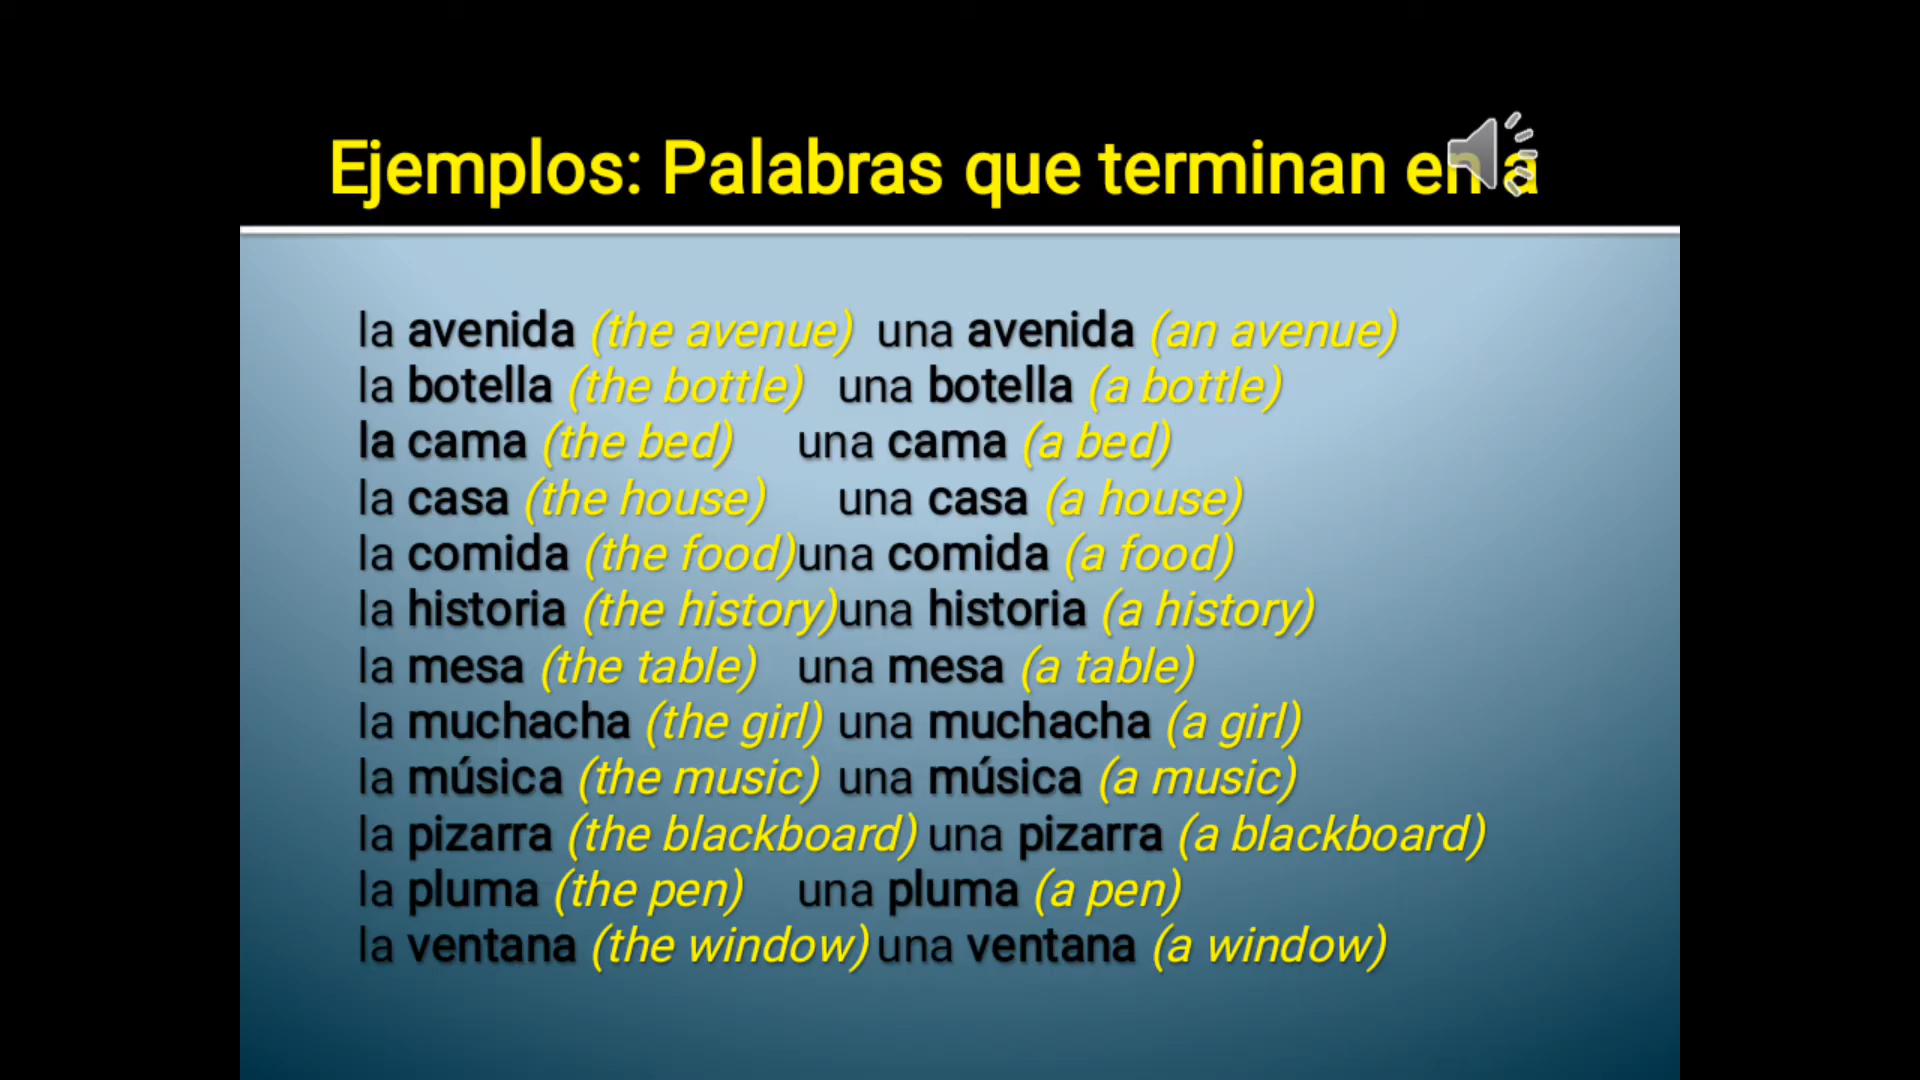 Ejemplos: Palabras que terminan en a
la avenida (the avenue) una avenida (an avenue)
la botella (the bottle) una botella (a bottle)
la cama (the bed) una cama (a bed)
la casa (the house) una casa (a house)
la comida (the food)una comida (a food)
la historia (the history)una historia (a history)
la mesa (the table) una mesa (a table)
la muchacha (the girl) una muchacha (a girl)
la música (the music) una música (a music)
la pizarra (the blackboard) una pizarra (a blackboard)
la pluma (the pen) una pluma (a pen)
la ventana (the window) una ventana (a window)